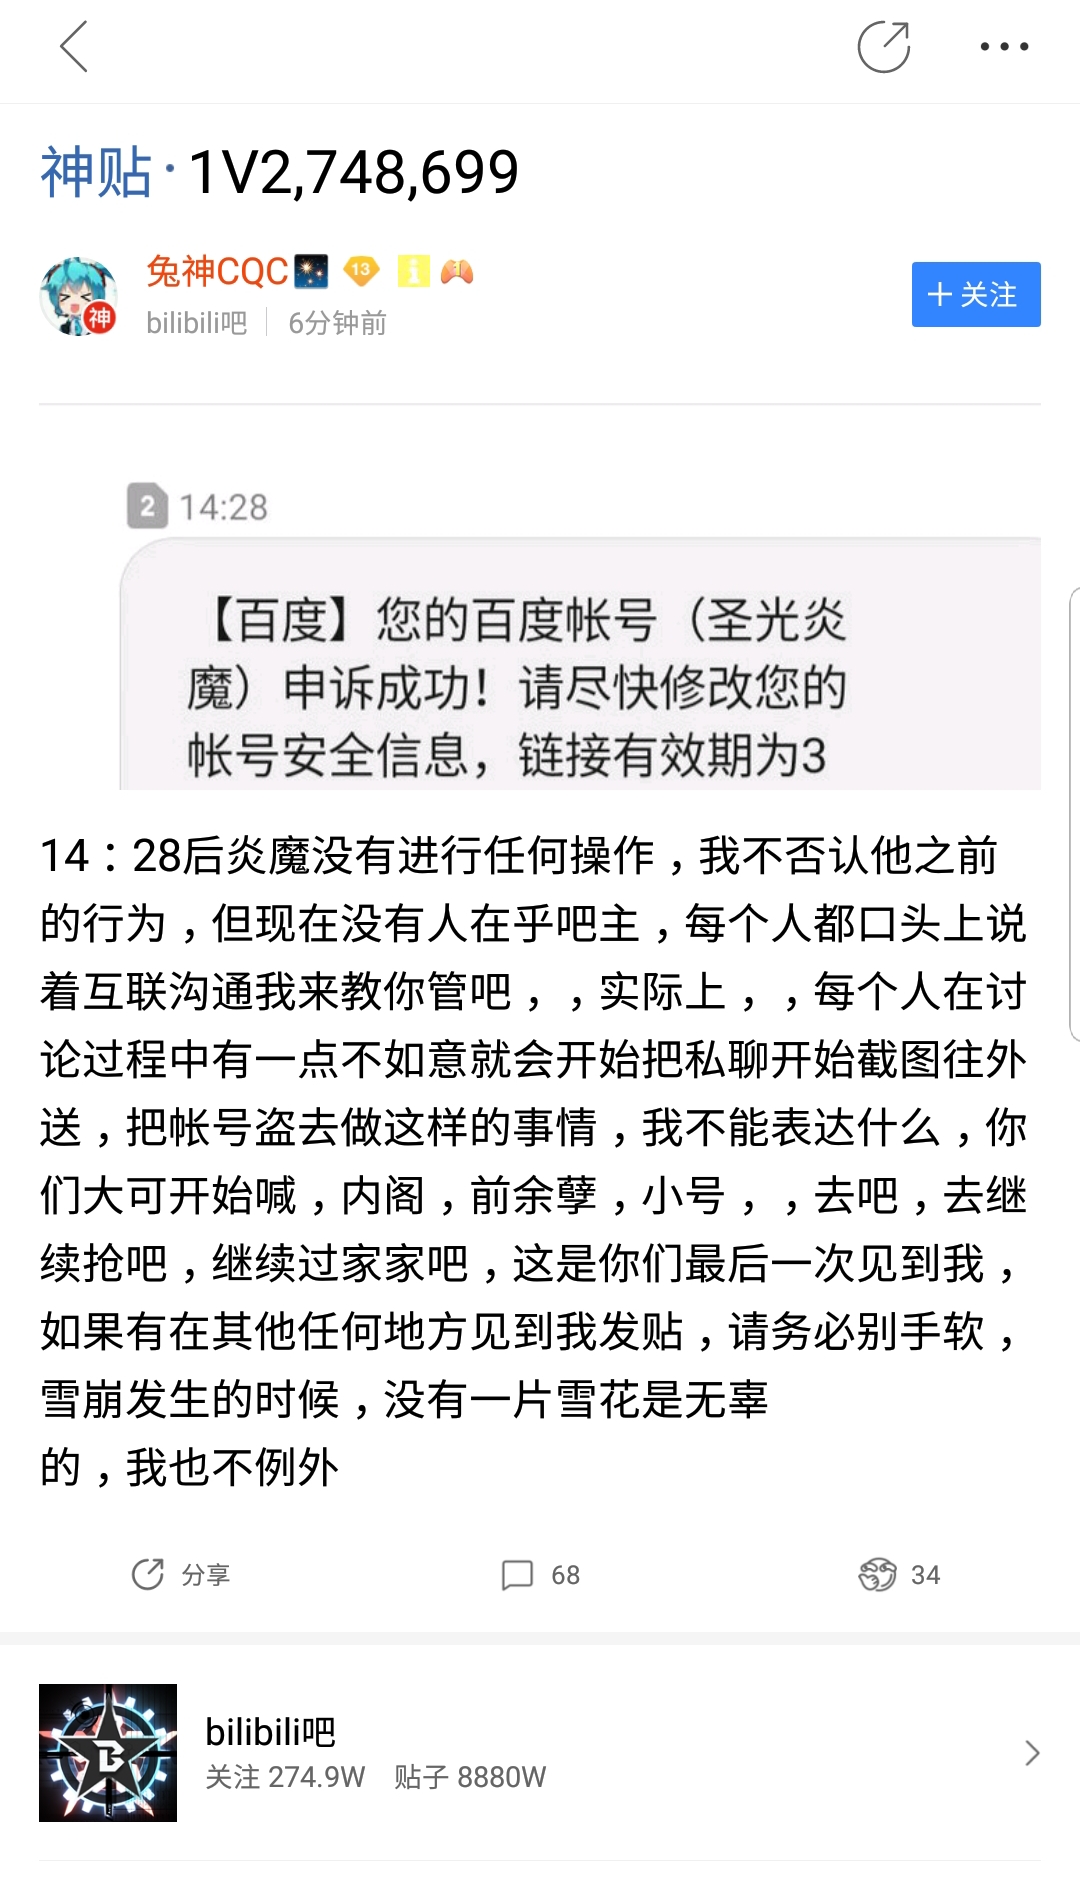 神贴·1V2,748,699
兔神CQC
13
神
bilibili吧
6分钟前
+ 关注
2 14:28
【百度】您的百度帐号（圣光炎
魔）申诉成功！请尽快修改您的
帐号安全信息，链接有效期为3
14：28后炎魔没有进行任何操作，我不否认他之前
的行为，但现在没有人在乎吧主，每个人都口头上说
着互联沟通我来教你管吧，，实际上，，每个人在讨
论过程中有一点不如意就会开始把私聊开始截图往外
送，把帐号盗去做这样的事情，我不能表达什么，你
们大可开始喊，内阁，前余孽，小号，，去吧，去继
续抢吧，继续过家家吧，这是你们最后一次见到我，
如果有在其他任何地方见到我发贴，请务必别手软，
雪崩发生的时候，没有一片雪花是无辜
的，我也不例外
分享
68
34
B
bilibili吧
关注 274.9W 贴子 8880W